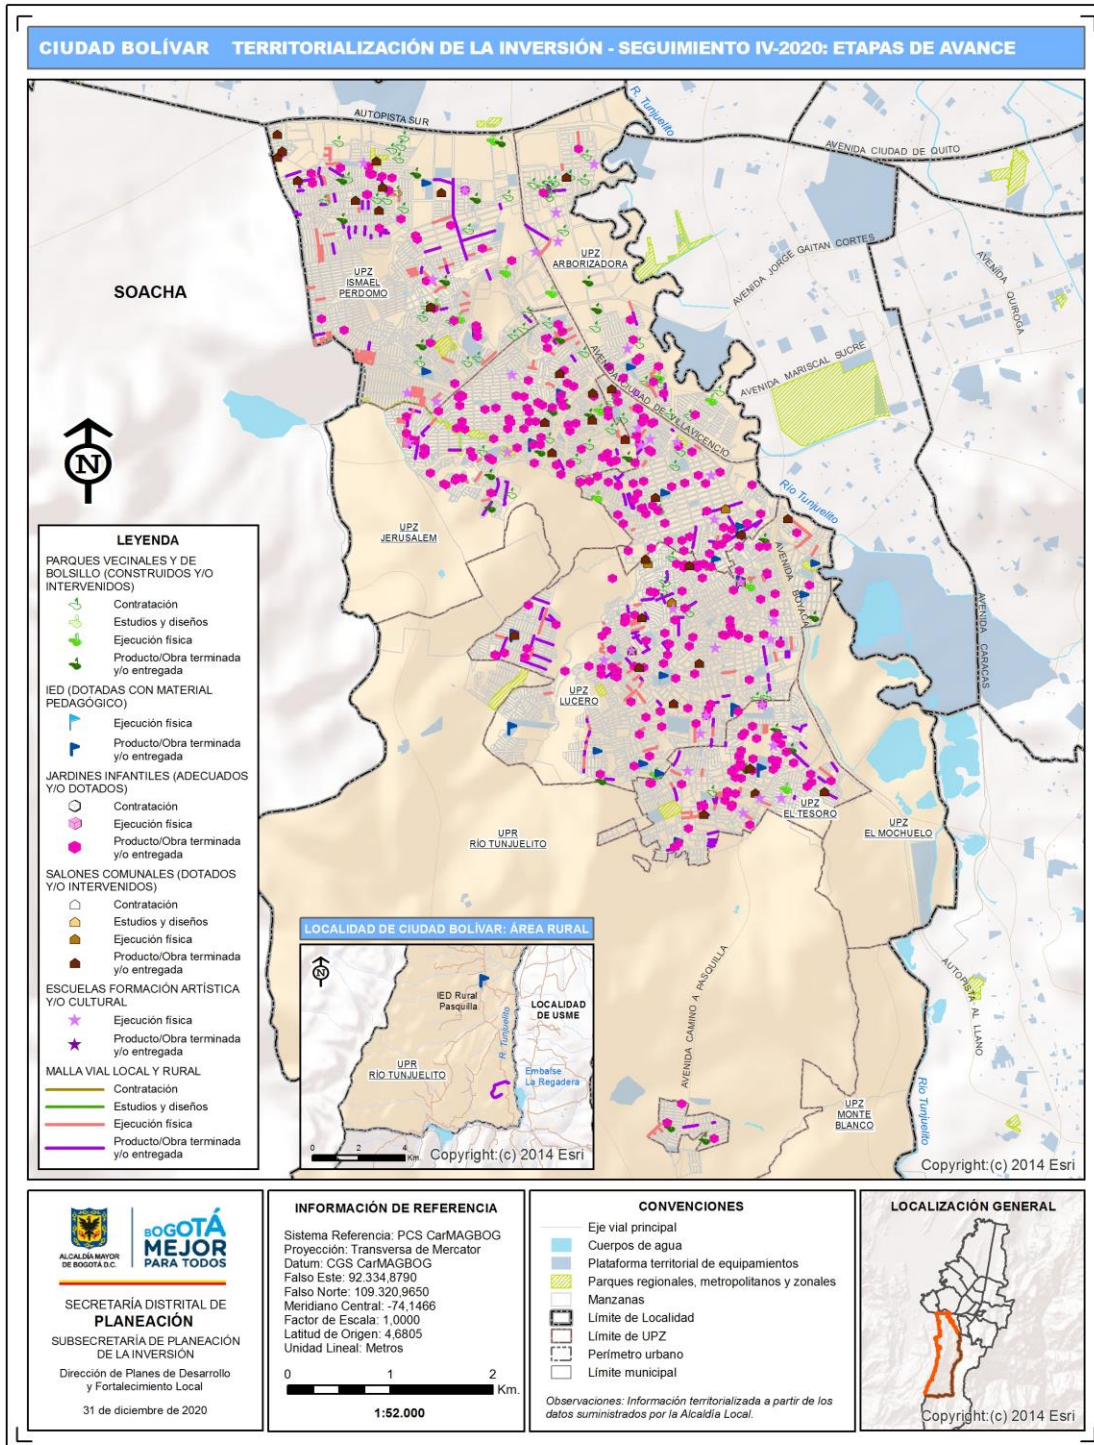 CIUDAD BOLÍVAR TERRITORIALIZACIÓN DE LA INVERSIÓN - SEGUIMIENTO IV-2020: ETAPAS DE AVANCE
AUTOPISTA SUR
R. Tunjuelito
AVENIDA CIUDAD DE QUITO
AVENIDA JORGE GAITAN CORTES
AVENIDA QUIROGA
UPZ
ARBORIZADORA
UPZ
ISMAEL
PERDOMO
SOACHA
AVENIDA MARISCAL SUCRE
AVENIDA CIUDAD DE VILLAVICENCIO
N
Río Tunjuelito
UPZ
JERUSALEM
AVENIDA BOYACA
AVENIDA CARACAS
UPZ
LUCERO
UPZ
EL TESORO
UPZ
EL MOCHUELO
UPR
RÍO TUNJUELITO
AVENIDA CAMINO A PASQUILLA
AUTOPISTA AL LLANO
UPZ
MONTE
BLANCO
Río Tunjuelito
Copyright:(c) 2014 Esri
LEYENDA
PARQUES VECINALES Y DE
BOLSILLO (CONSTRUIDOS Y/O
INTERVENIDOS)
Contratación
Estudios y diseños
Ejecución física
Producto/Obra terminada
y/o entregada
IED (DOTADAS CON MATERIAL
PEDAGÓGICO)
Ejecución física
Producto/Obra terminada
y/o entregada
JARDINES INFANTILES (ADECUADOS
Y/O DOTADOS)
Contratación
Ejecución física
Producto/Obra terminada
y/o entregada
SALONES COMUNALES (DOTADOS
Y/O INTERVENIDOS)
Contratación
Estudios y diseños
Ejecución física
Producto/Obra terminada
y/o entregada
ESCUELAS FORMACIÓN ARTÍSTICA
Y/O CULTURAL
Ejecución física
Producto/Obra terminada
y/o entregada
MALLA VIAL LOCAL Y RURAL
Contratación
Estudios y diseños
Ejecución física
Producto/Obra terminada
y/o entregada
LOCALIDAD DE CIUDAD BOLÍVAR: ÁREA RURAL
N
IED Rural
Pasquilla
LOCALIDAD
DE USME
R. Tunjuelito
UPR
RÍO TUNJUELITO
Embalse
La Regadera
0 2 4
Km.
Copyright:(c) 2014 Esri
ALCALDÍA MAYOR
DE BOGOTÁ D.C.
BOGOTÁ
MEJOR
PARA TODOS
SECRETARÍA DISTRITAL DE
PLANEACIÓN
SUBSECRETARÍA DE PLANEACIÓN
DE LA INVERSIÓN
Dirección de Planes de Desarrollo
y Fortalecimiento Local
31 de diciembre de 2020
INFORMACIÓN DE REFERENCIA
Sistema Referencia: PCS CarMAGBOG
Proyección: Transversa de Mercator
Datum: CGS CarMAGBOG
Falso Este: 92.334,8790
Falso Norte: 109.320,9650
Meridiano Central: -74,1466
Factor de Escala: 1,0000
Latitud de Origen: 4,6805
Unidad Lineal: Metros
0 1 2
Km.
1:52.000
CONVENCIONES
Eje vial principal
Cuerpos de agua
Plataforma territorial de equipamientos
Parques regionales, metropolitanos y zonales
Manzanas
Límite de Localidad
Límite de UPZ
Perímetro urbano
Límite municipal
Observaciones: Información territorializada a partir de los
datos suministrados por la Alcaldía Local.
LOCALIZACIÓN GENERAL
Copyright:(c) 2014 Esri